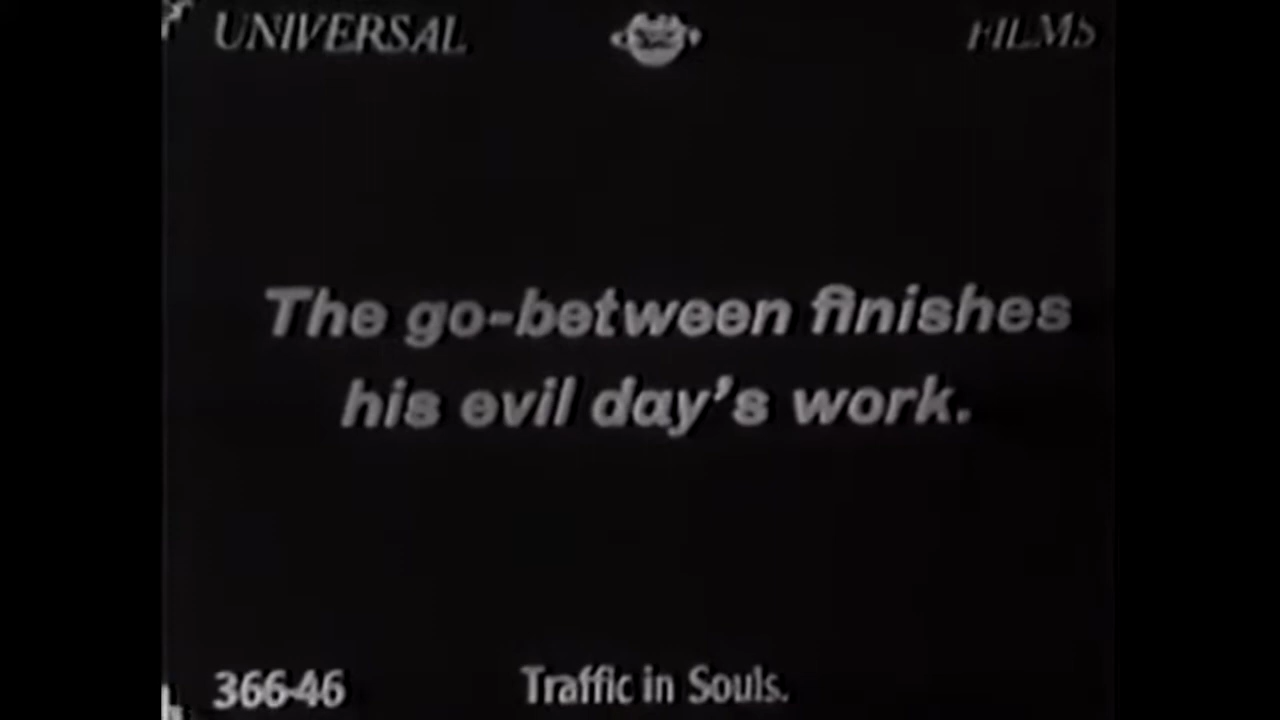 UNIVERSAL FILMS
The go-between finishes
his evil day's work.
366-46 Traffic in Souls.